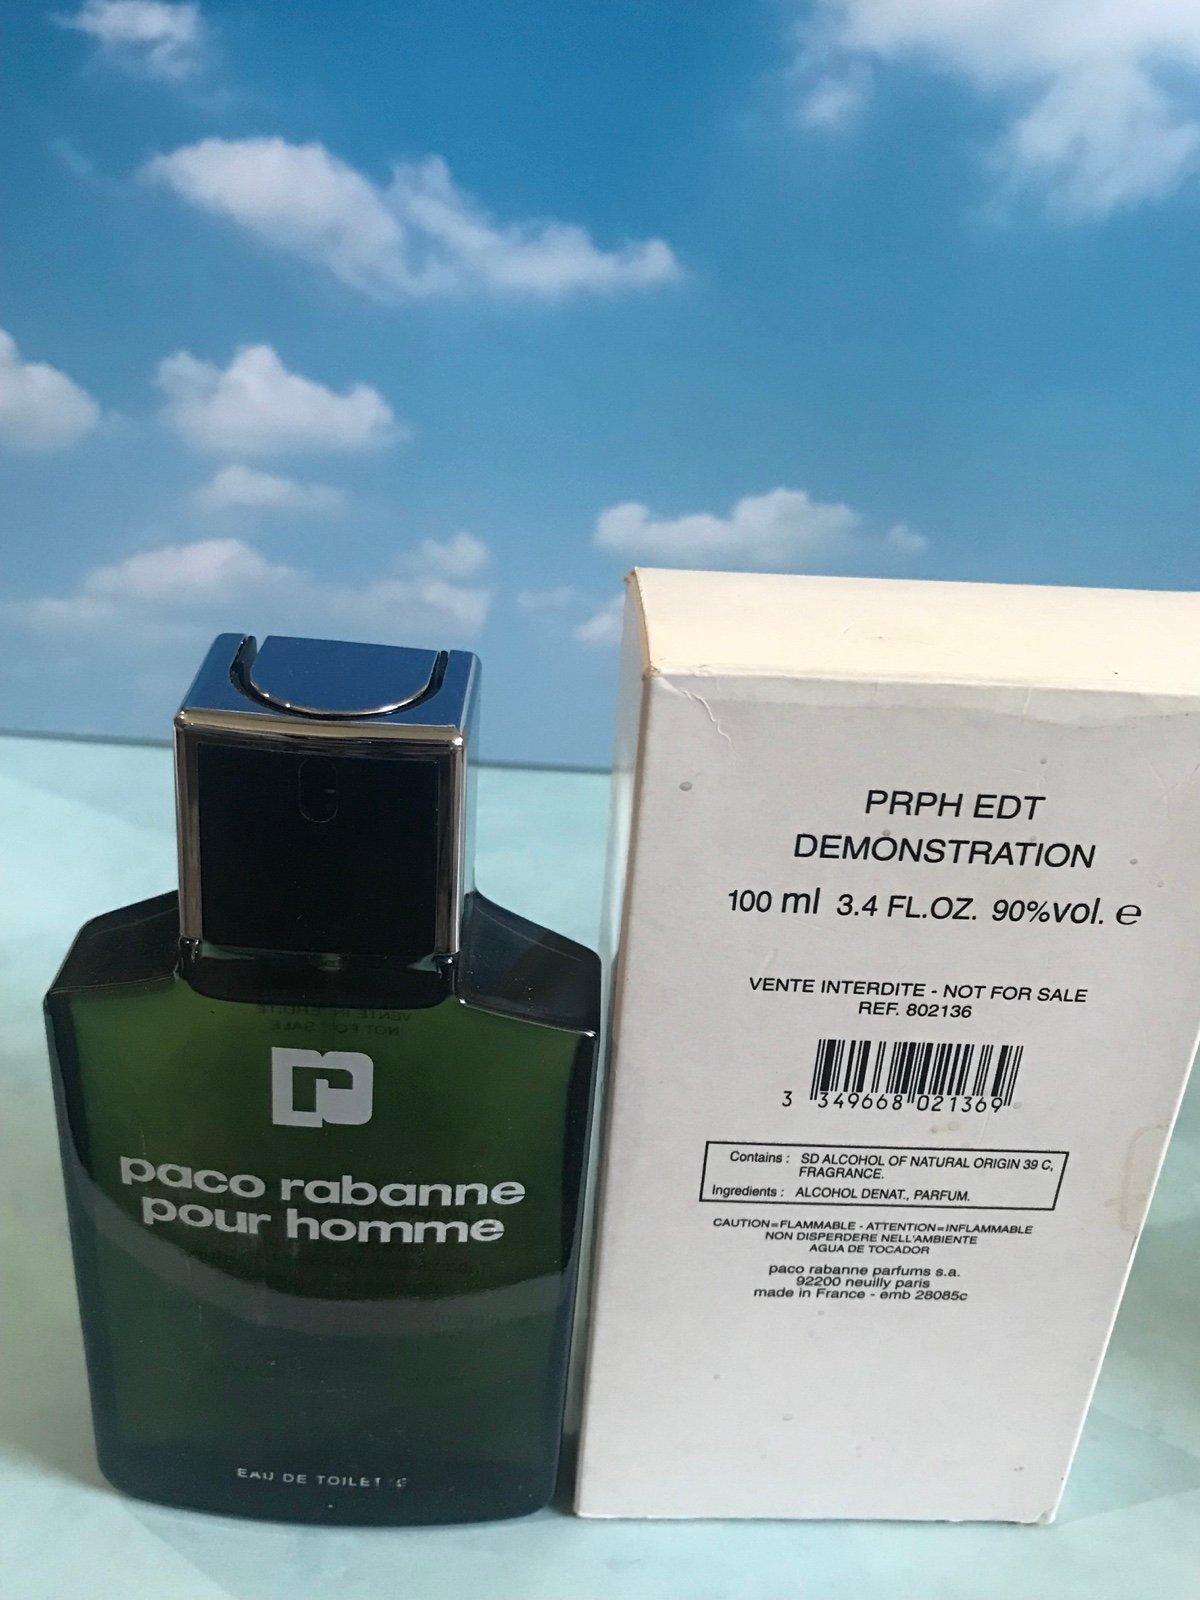 r
paco rabanne
pour homme
EAU DE TOILETTE
PRPH EDT
DEMONSTRATION
100 ml 3.4 FL.OZ. 90%vol. ℮
VENTE INTERDITE - NOT FOR SALE
REF. 802136
3 349668 021369
Contains : SD ALCOHOL OF NATURAL ORIGIN 39 C,
FRAGRANCE.
Ingredients : ALCOHOL DENAT., PARFUM.
CAUTION=FLAMMABLE - ATTENTION=INFLAMMABLE
NON DISPERDERE NELL'AMBIENTE
AGUA DE TOCADOR
paco rabanne parfums s.a.
92200 neuilly paris
made in France - emb 28085c